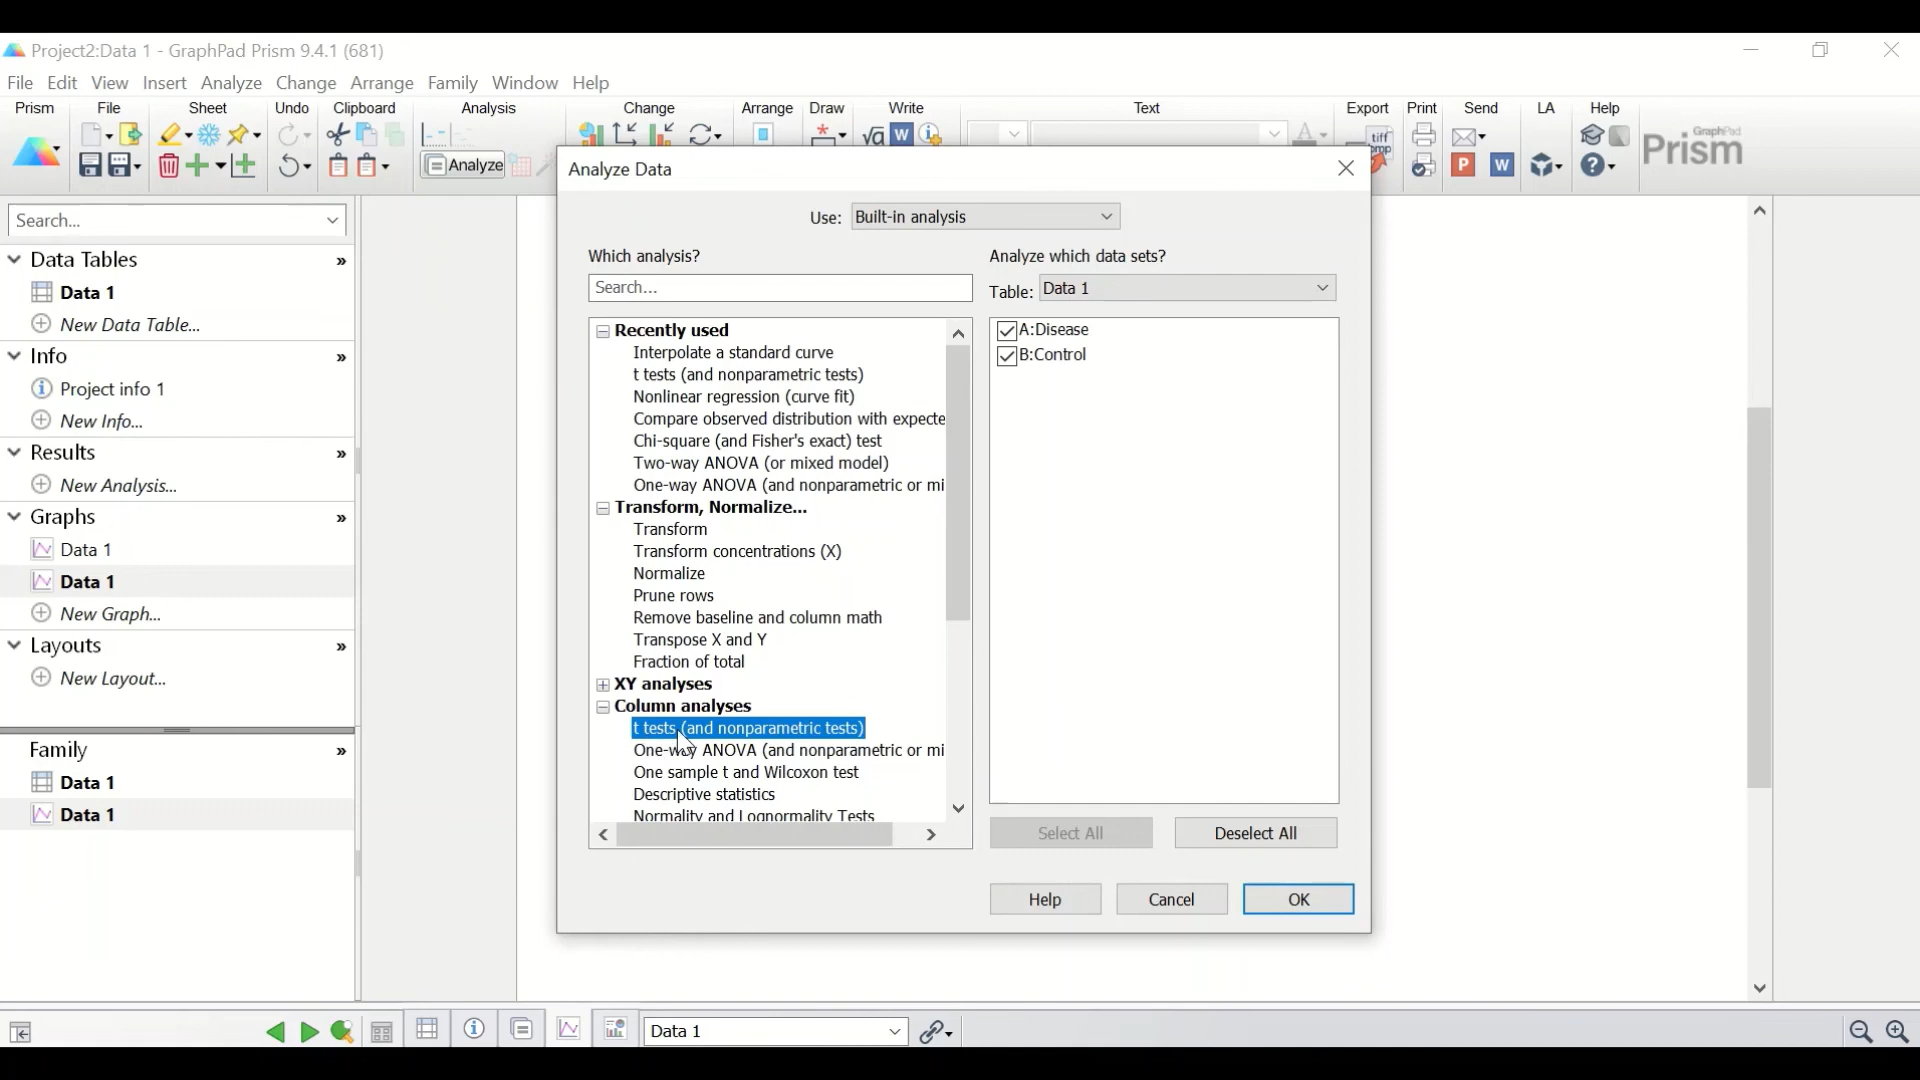 Project2:Data 1 - GraphPad Prism 9.4.1 (681)
File Edit View Insert Analyze Change Arrange Family Window Help
Prism File Sheet Undo Clipboard Analysis Change Arrange Draw Write Text Export Print Send LA Help
Analyze
GraphPad
Prism
Search...
Data Tables
Data 1
New Data Table...
Info
Project info 1
New Info...
Results
New Analysis...
Graphs
Data 1
Data 1
New Graph...
Layouts
New Layout...
Family
Data 1
Data 1
Analyze Data
Use: Built-in analysis
Which analysis?
Search...
Recently used
Interpolate a standard curve
t tests (and nonparametric tests)
Nonlinear regression (curve fit)
Compare observed distribution with expecte
Chi-square (and Fisher's exact) test
Two-way ANOVA (or mixed model)
One-way ANOVA (and nonparametric or mi
Transform, Normalize...
Transform
Transform concentrations (X)
Normalize
Prune rows
Remove baseline and column math
Transpose X and Y
Fraction of total
XY analyses
Column analyses
t tests (and nonparametric tests)
One-way ANOVA (and nonparametric or mi
One sample t and Wilcoxon test
Descriptive statistics
Normality and Lognormality Tests
Analyze which data sets?
Table: Data 1
A:Disease
B:Control
Select All Deselect All
Help Cancel OK
Data 1